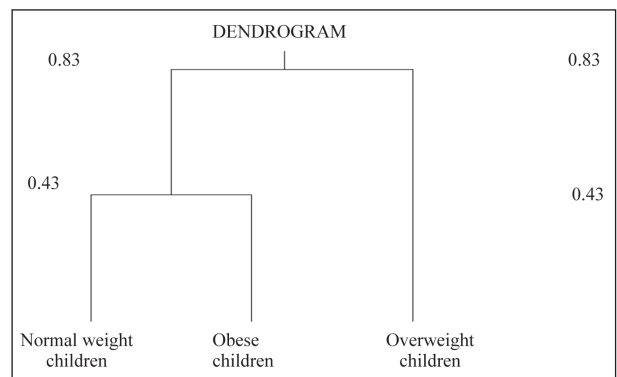 DENDROGRAM
0.83
0.83
0.43
0.43
Normal weight
children
Obese
children
Overweight
children